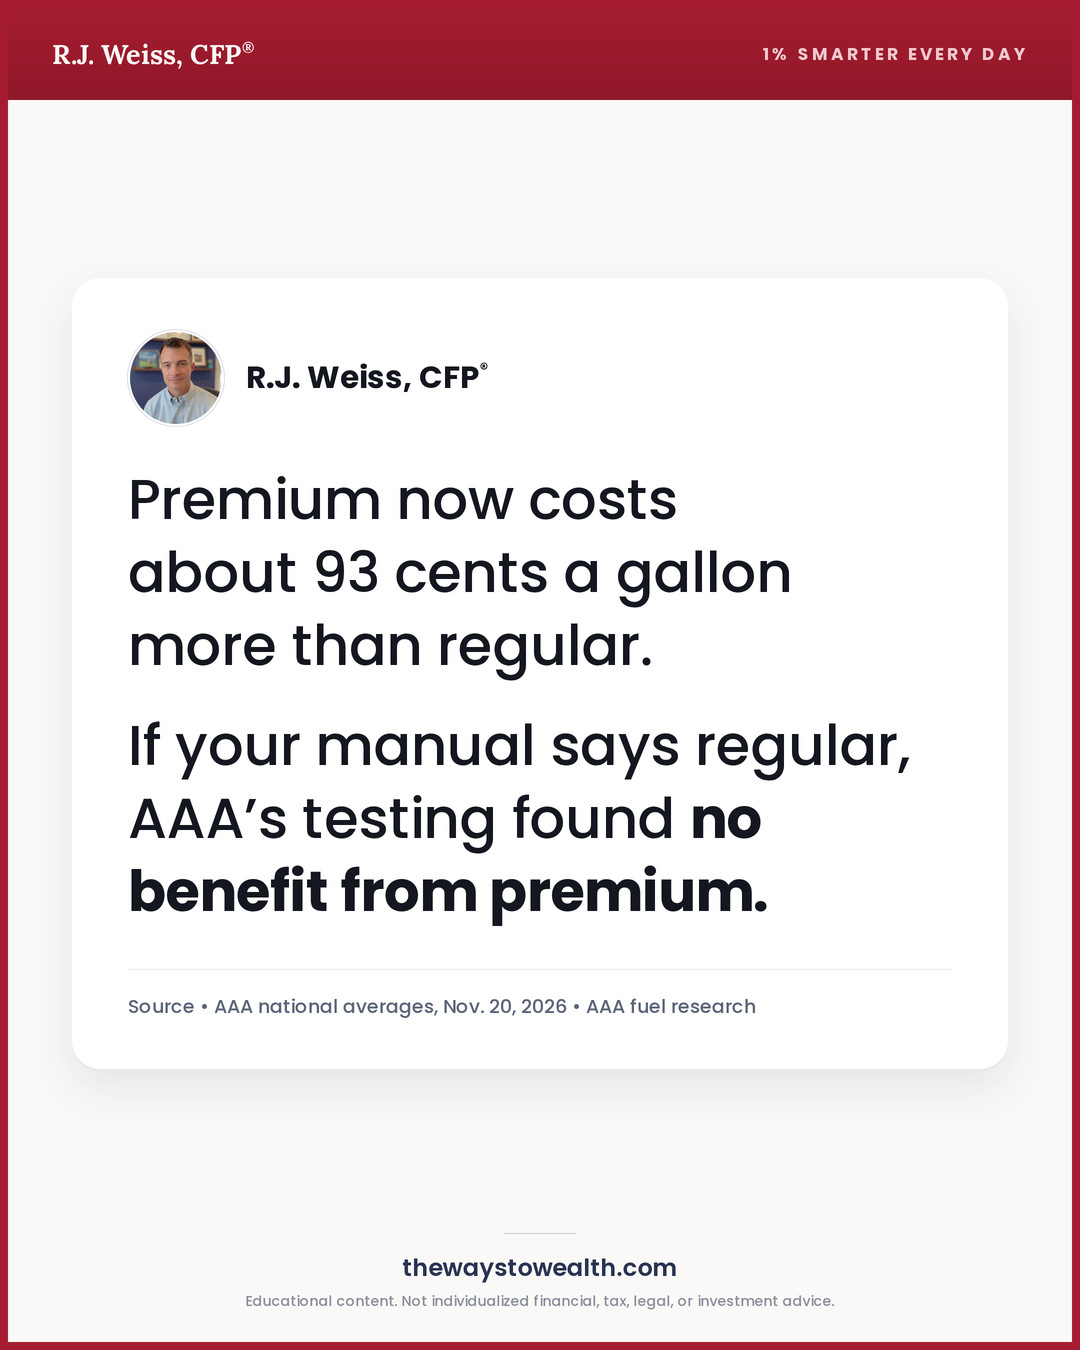 R.J. Weiss, CFP®
1% SMARTER EVERY DAY
R.J. Weiss, CFP®
Premium now costs
about 93 cents a gallon
more than regular.
If your manual says regular,
AAA’s testing found no
benefit from premium.
Source • AAA national averages, Nov. 20, 2026 • AAA fuel research
thewaystowealth.com
Educational content. Not individualized financial, tax, legal, or investment advice.